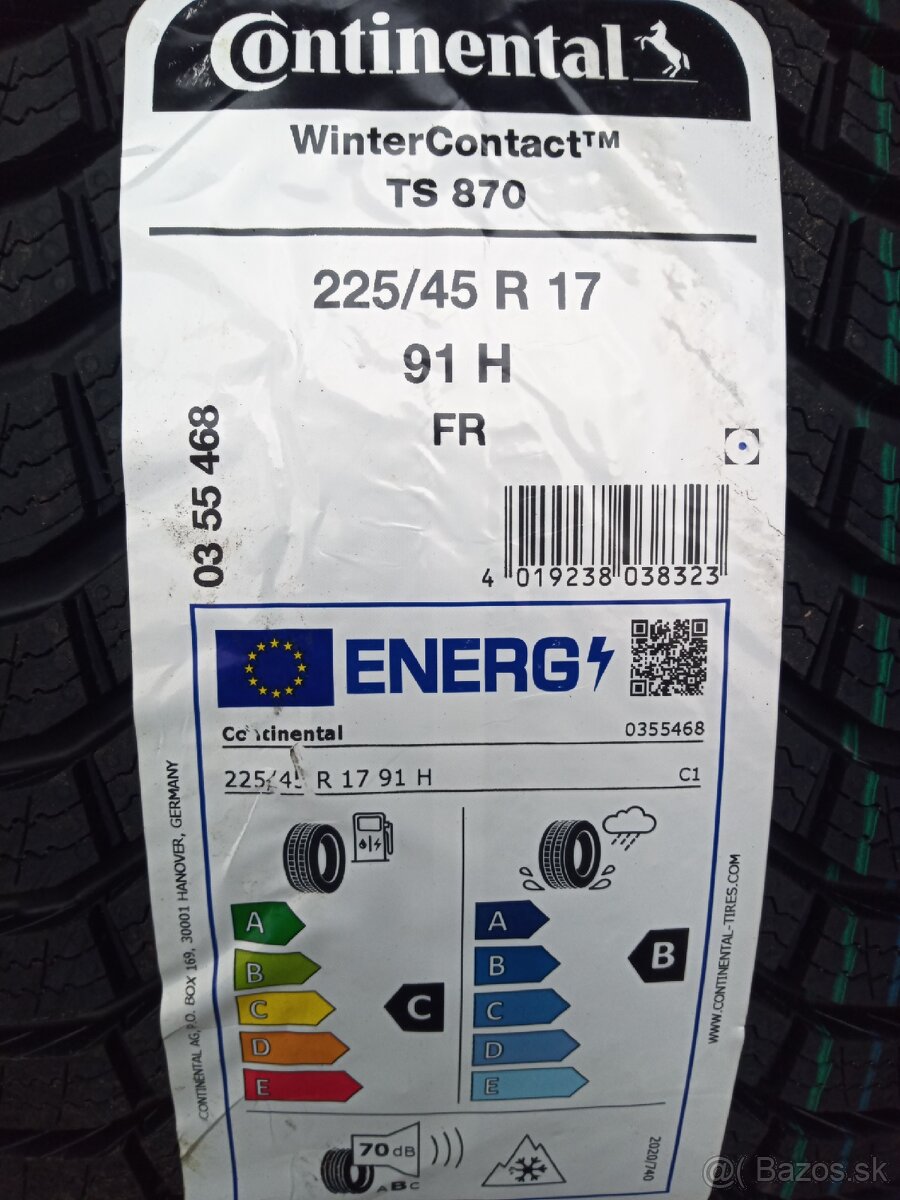 Continental
WinterContact™
TS 870
225/45 R 17
91 H
FR
03 55 468
4 019238 038323
ENERG
Continental
0355468
225/45 R 17 91 H
C1
A
B
C
D
E
C
A
B
C
D
E
B
70 dB
ABC
2020/740
CONTINENTAL AG, P.O. BOX 169, 30001 HANOVER, GERMANY
WWW.CONTINENTAL-TIRES.COM
@( Bazos.sk